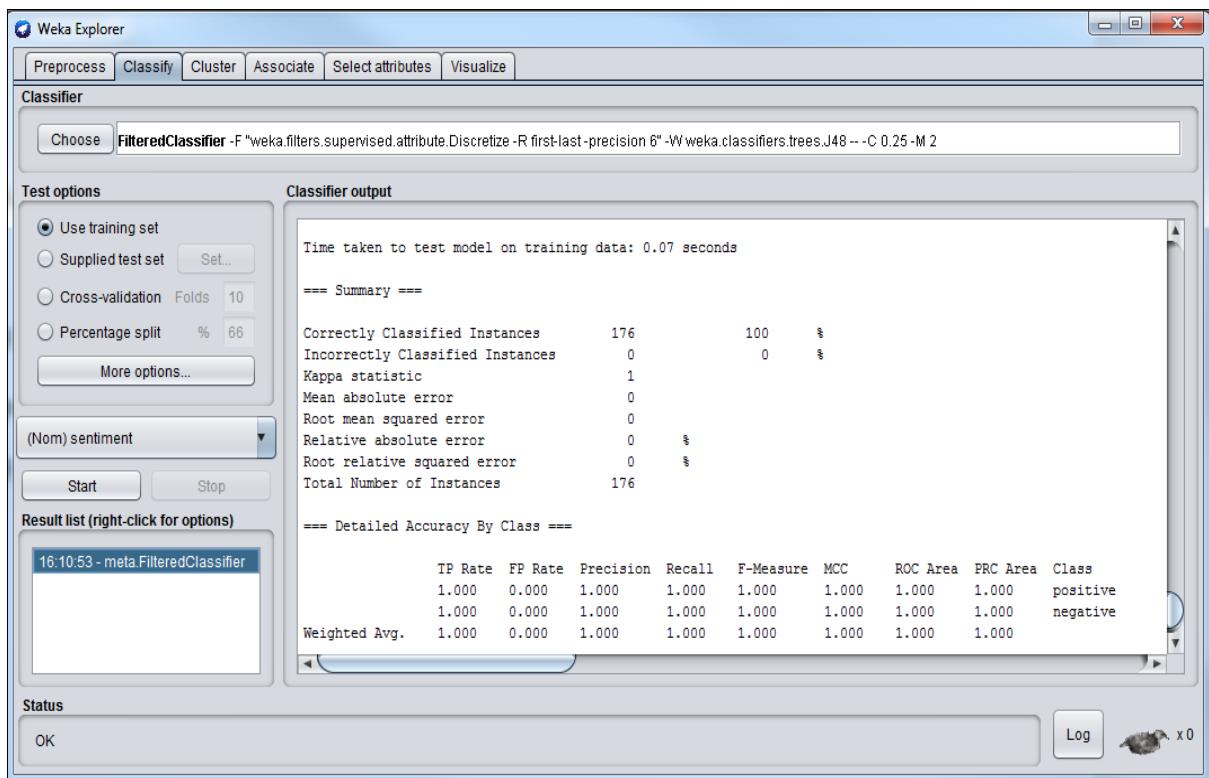 Weka Explorer
Preprocess Classify Cluster Associate Select attributes Visualize
Classifier
Choose FilteredClassifier -F "weka.filters.supervised.attribute.Discretize -R first-last -precision 6" -W weka.classifiers.trees.J48 -- -C 0.25 -M 2
Test options
Use training set
Supplied test set Set...
Cross-validation Folds 10
Percentage split % 66
More options...
(Nom) sentiment
Start Stop
Result list (right-click for options)
16:10:53 - meta.FilteredClassifier
Classifier output
Time taken to test model on training data: 0.07 seconds
=== Summary ===
Correctly Classified Instances 176 100 %
Incorrectly Classified Instances 0 0 %
Kappa statistic 1
Mean absolute error 0
Root mean squared error 0
Relative absolute error 0 %
Root relative squared error 0 %
Total Number of Instances 176
=== Detailed Accuracy By Class ===
TP Rate FP Rate Precision Recall F-Measure MCC ROC Area PRC Area Class
1.000 0.000 1.000 1.000 1.000 1.000 1.000 1.000 positive
1.000 0.000 1.000 1.000 1.000 1.000 1.000 1.000 negative
Weighted Avg. 1.000 0.000 1.000 1.000 1.000 1.000 1.000 1.000
Status
OK
Log x 0